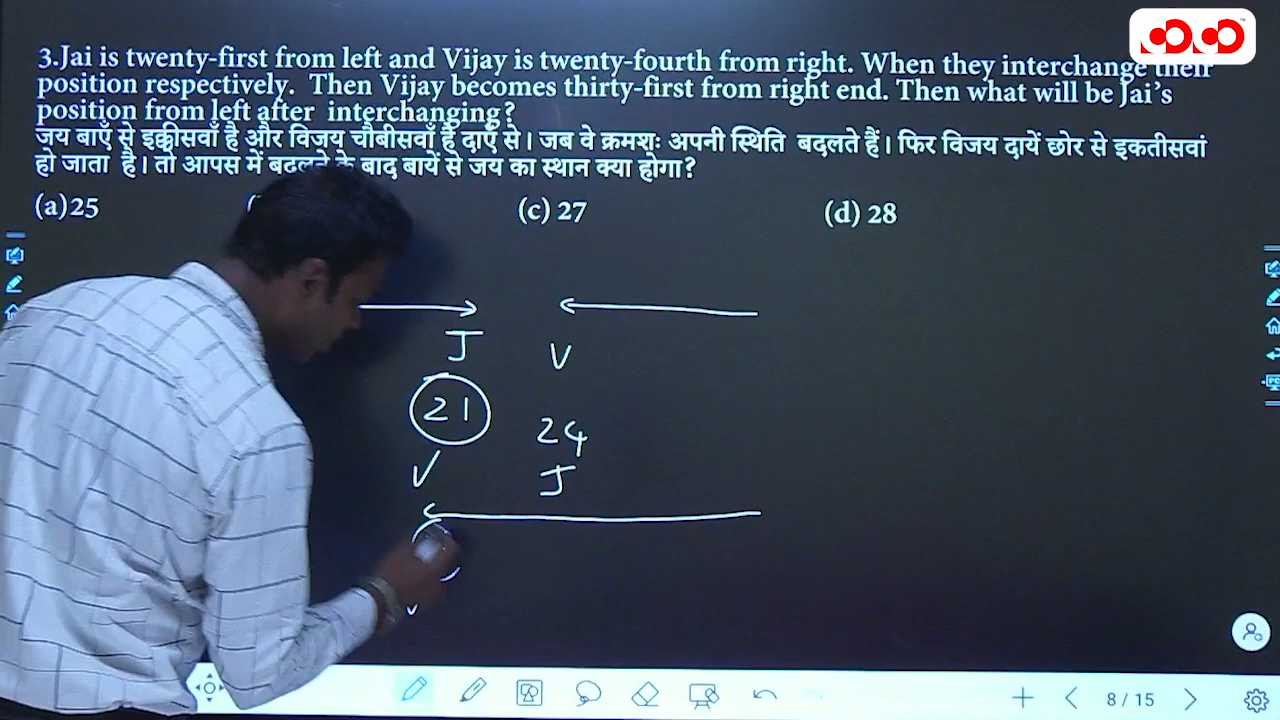 3.Jai is twenty-first from left and Vijay is twenty-fourth from right. When they interchange their
position respectively. Then Vijay becomes thirty-first from right end. Then what will be Jai's
position from left after interchanging?
जय बाएँ से इक्कीसवाँ है और विजय चौबीसवाँ है दाएँ से। जब वे क्रमशः अपनी स्थिति बदलते हैं। फिर विजय दायें छोर से इकतीसवां
हो जाता है। तो आपस में बदलने के बाद बायें से जय का स्थान क्या होगा?
(a)25 (c) 27 (d) 28
J V
21 24
V J
8 / 15